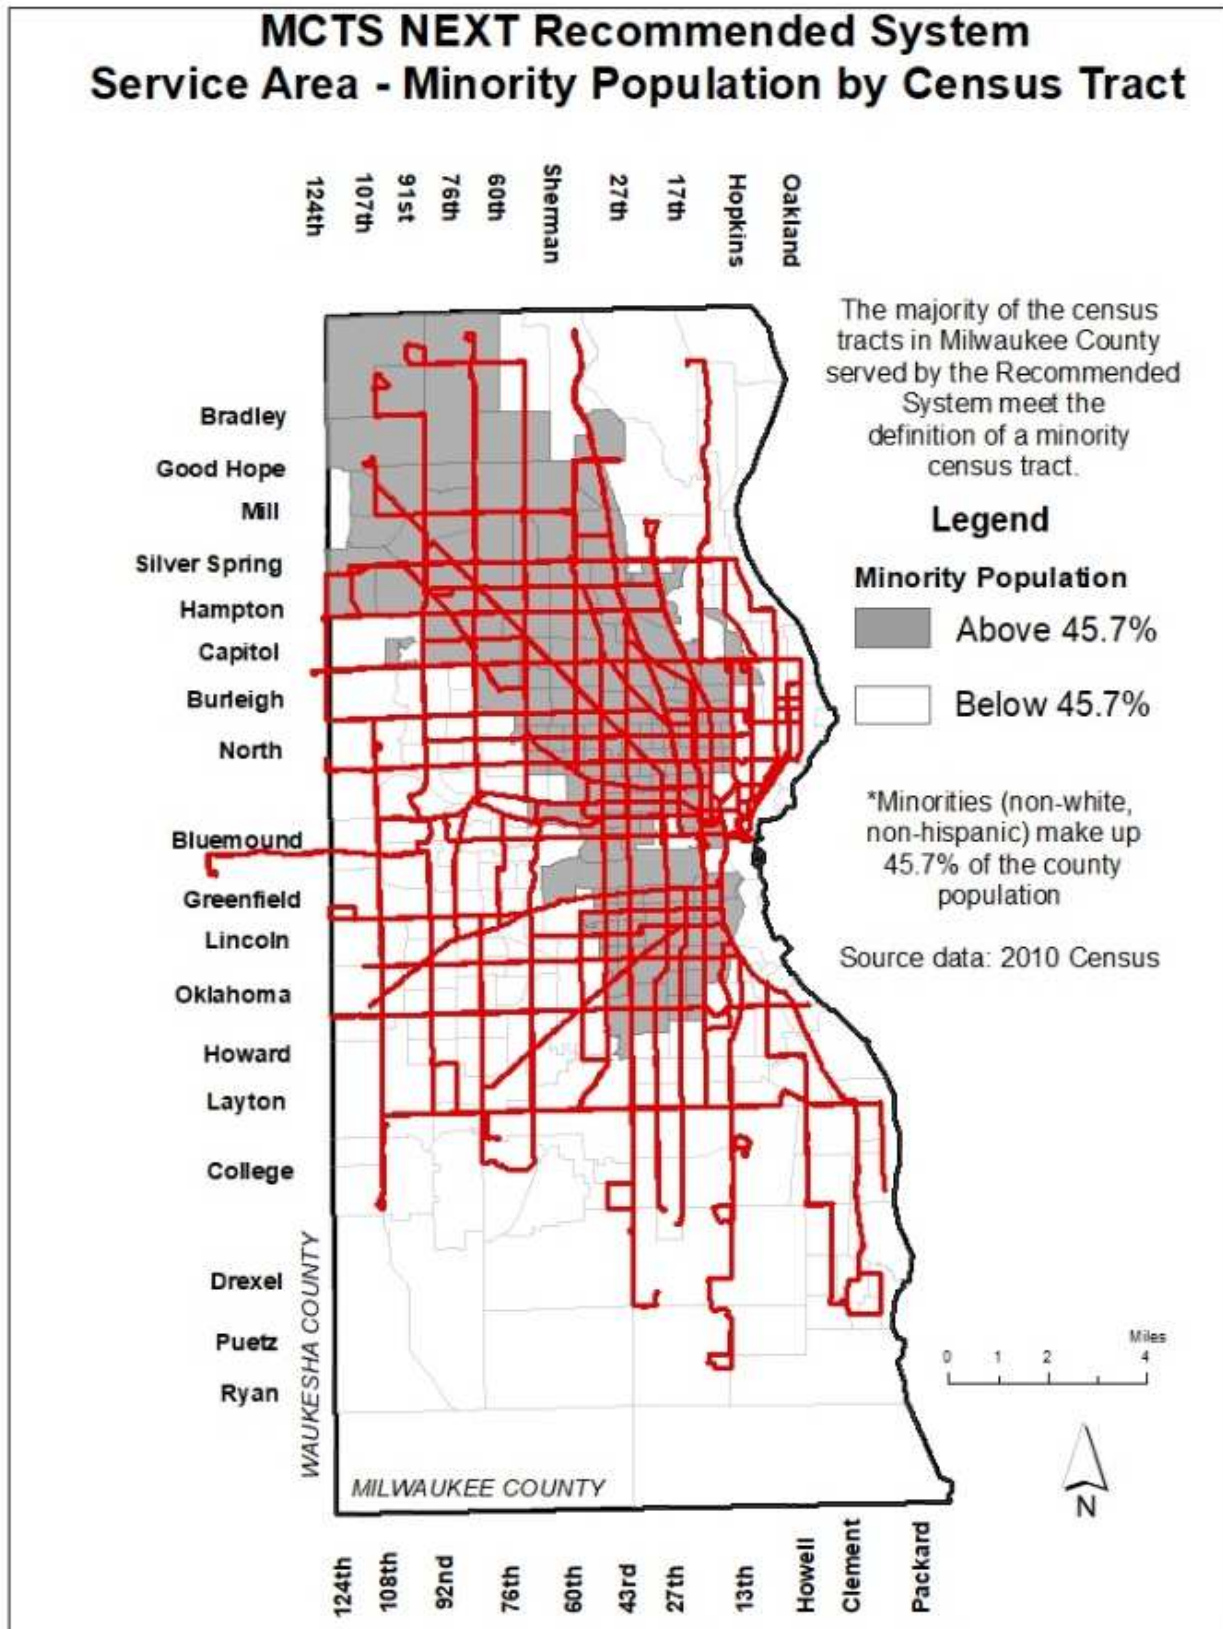 MCTS NEXT Recommended System
Service Area - Minority Population by Census Tract
124th
107th
91st
76th
60th
Sherman
27th
17th
Hopkins
Oakland
The majority of the census
tracts in Milwaukee County
served by the Recommended
System meet the
definition of a minority
census tract.
Legend
Minority Population
Above 45.7%
Below 45.7%
*Minorities (non-white,
non-hispanic) make up
45.7% of the county
population
Source data: 2010 Census
Bradley
Good Hope
Mill
Silver Spring
Hampton
Capitol
Burleigh
North
Bluemound
Greenfield
Lincoln
Oklahoma
Howard
Layton
College
Drexel
Puetz
Ryan
WAUKESHA COUNTY
MILWAUKEE COUNTY
Miles
0 1 2 4
N
124th
108th
92nd
76th
60th
43rd
27th
13th
Howell
Clement
Packard